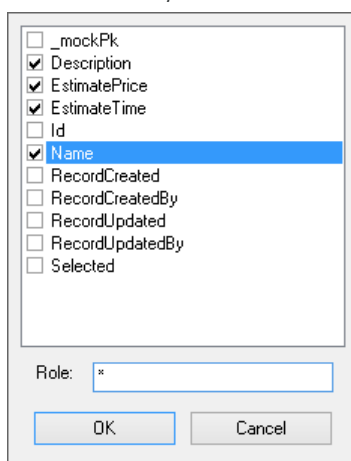 _mockPk
Description
EstimatePrice
EstimateTime
Id
Name
RecordCreated
RecordCreatedBy
RecordUpdated
RecordUpdatedBy
Selected
Role: *
OK Cancel